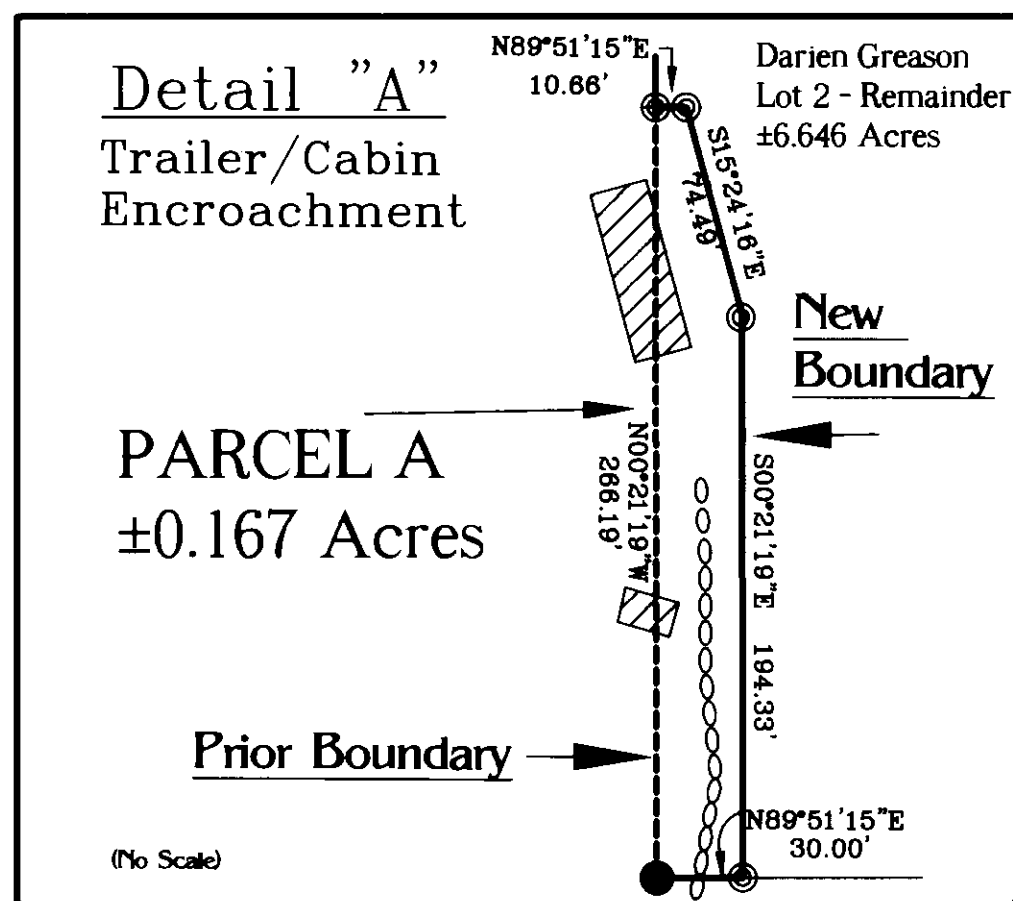 Detail "A"
Trailer/Cabin
Encroachment
N89°51'15"E
10.66'
Darien Greason
Lot 2 - Remainder
±6.646 Acres
S15°24'16"E
74.49'
New
Boundary
PARCEL A
±0.167 Acres
N00°21'19"W
266.19'
S00°21'19"E 194.33'
Prior Boundary
N89°51'15"E
30.00'
(No Scale)